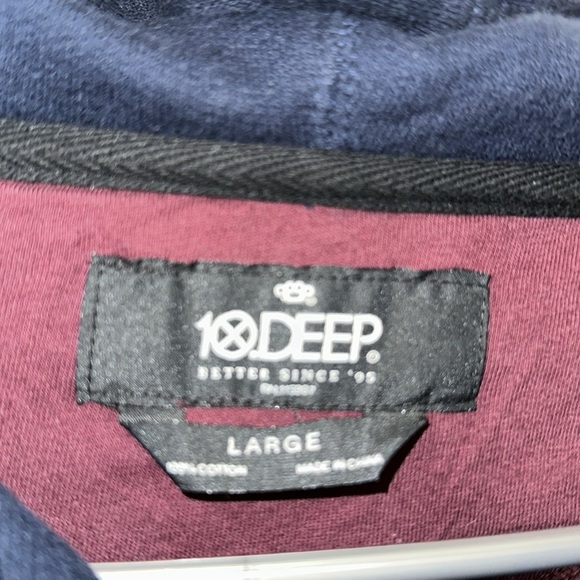 10.DEEP®
BETTER SINCE '95
LARGE
100% COTTON
MADE IN CHINA